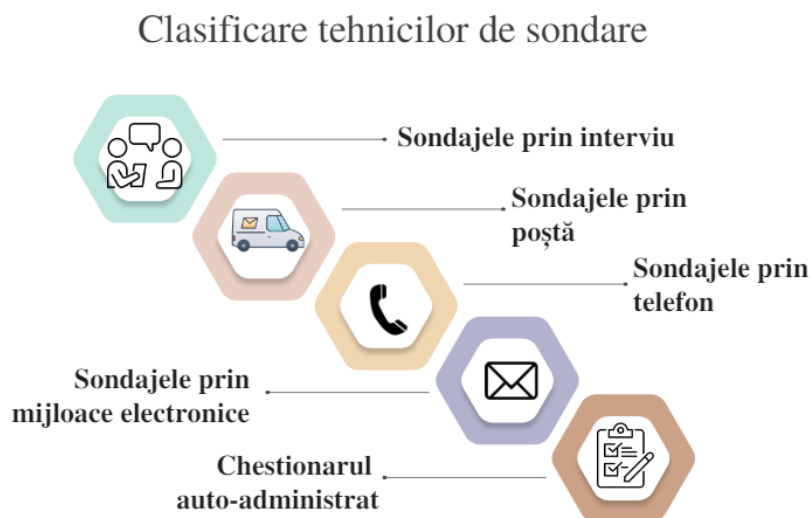 Clasificare tehnicilor de sondare
Sondajele prin interviu
Sondajele prin
poștă
Sondajele prin
telefon
Sondajele prin
mijloace electronice
Chestionarul
auto-administrat